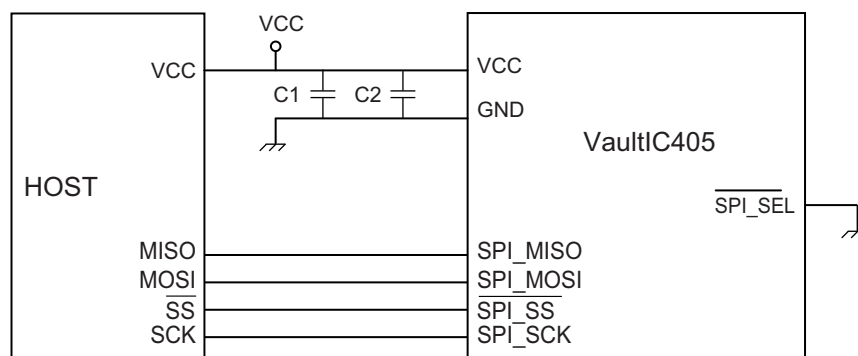 VCC
VCC
VCC
C1
C2
GND
VaultIC405
HOST
SPI_SEL
MISO
SPI_MISO
MOSI
SPI_MOSI
SS
SPI_SS
SCK
SPI_SCK